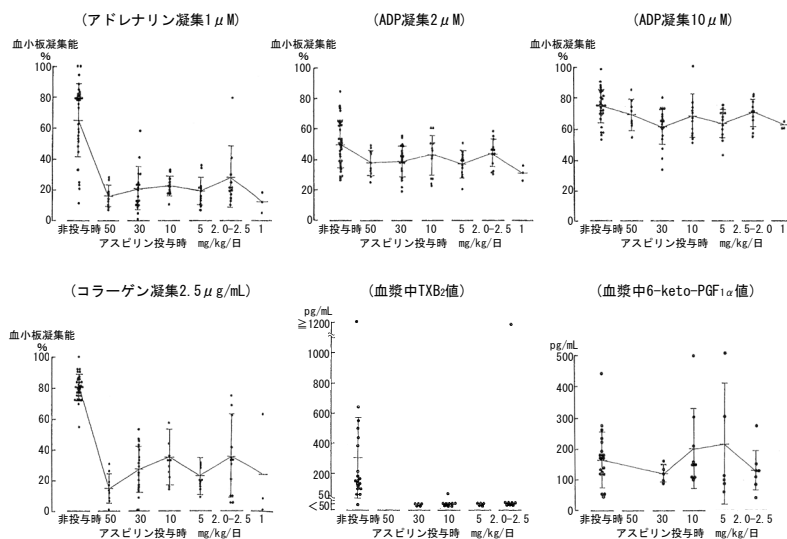 (アドレナリン凝集1μM)
血小板凝集能
%
100
80
60
40
20
0
非投与時 50 30 10 5 2.0-2.5 1
アスピリン投与時 mg/kg/日
(ADP凝集2μM)
血小板凝集能
%
100
80
60
40
20
0
非投与時 50 30 10 5 2.0-2.5 1
アスピリン投与時 mg/kg/日
(ADP凝集10μM)
血小板凝集能
%
100
80
60
40
20
0
非投与時 50 30 10 5 2.5-2.0 1
アスピリン投与時 mg/kg/日
(コラーゲン凝集2.5μg/mL)
血小板凝集能
%
100
80
60
40
20
0
非投与時 50 30 10 5 2.0-2.5 1
アスピリン投与時 mg/kg/日
(血漿中TXB₂値)
pg/mL
≧1200
1000
800
600
400
200
50
<50
非投与時 50 30 10 5 2.0-2.5
アスピリン投与時 mg/kg/日
(血漿中6-keto-PGF₁α値)
pg/mL
500
400
300
200
100
0
非投与時 50 30 10 5 2.0-2.5
アスピリン投与時 mg/kg/日